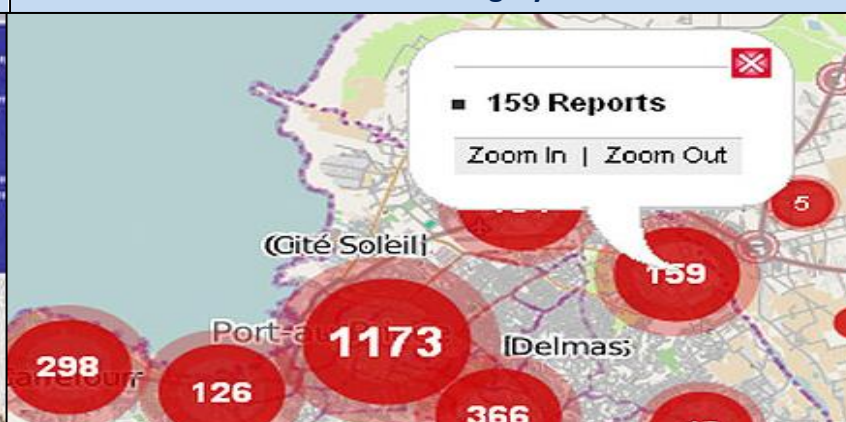 159 Reports
Zoom In | Zoom Out
5
(Cité Soleil)
159
Port-au
1173
(Delmas)
298
126
366